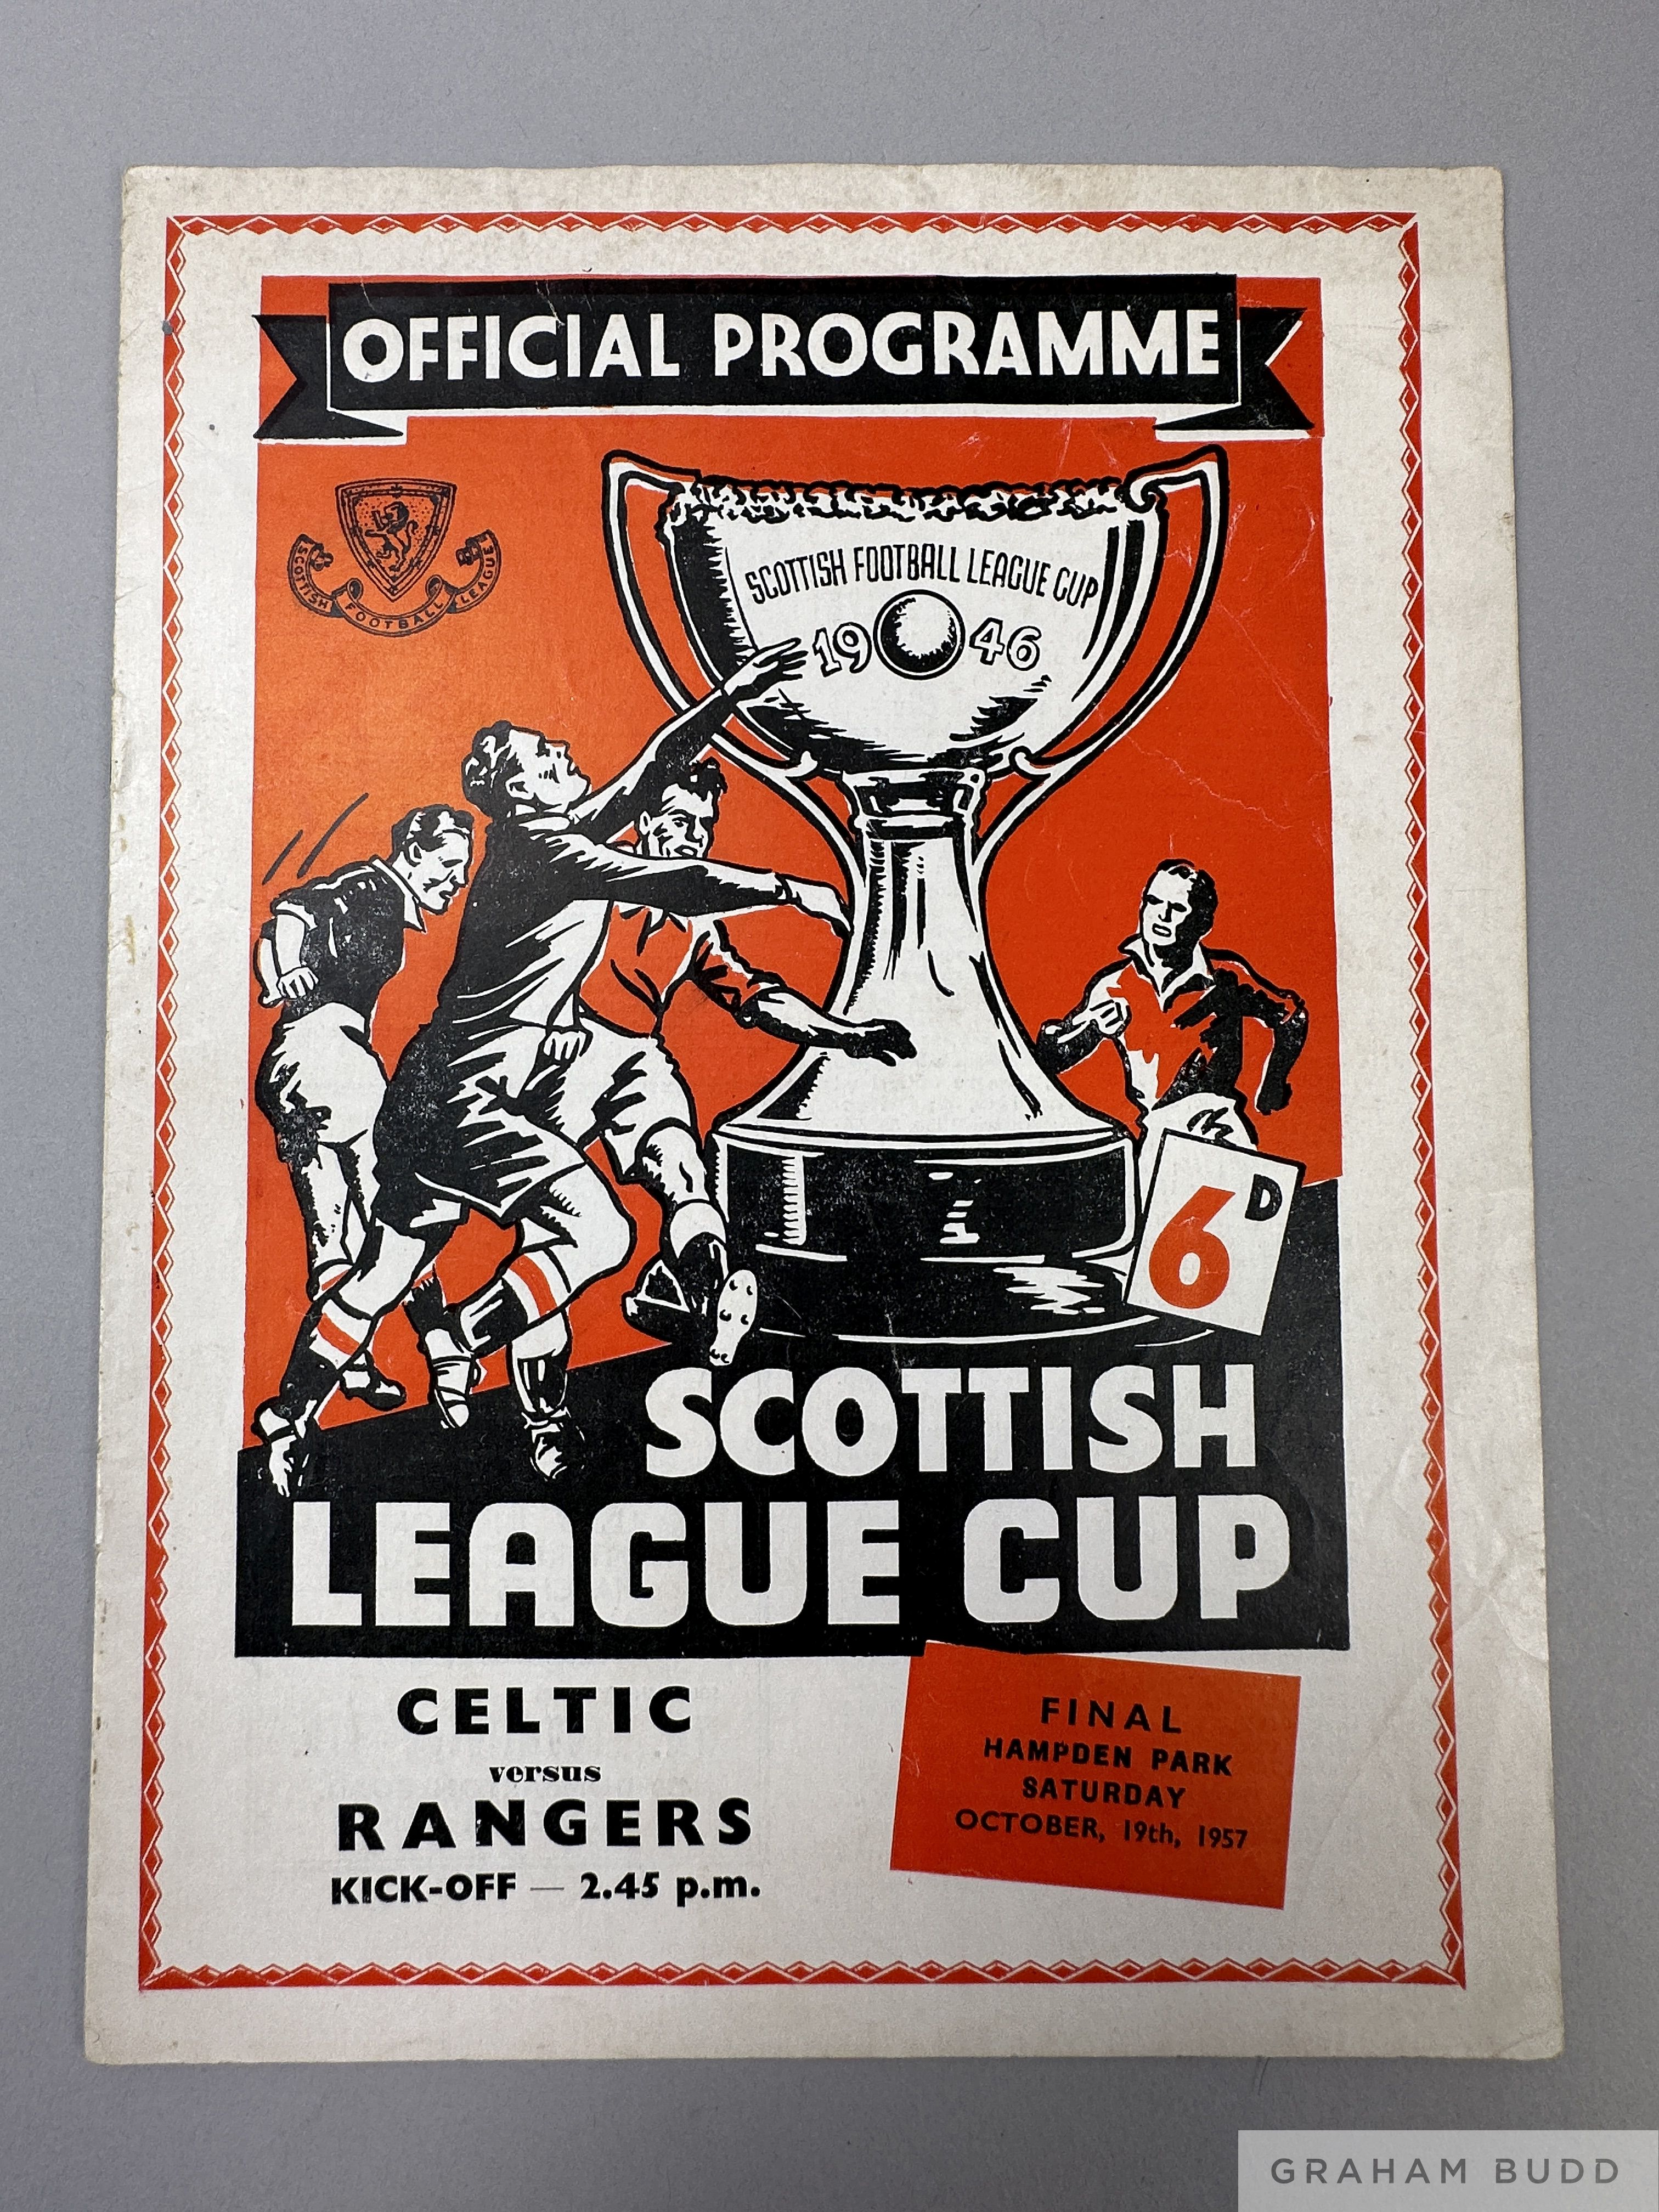 OFFICIAL PROGRAMME
SCOTTISH FOOTBALL LEAGUE
SCOTTISH FOOTBALL LEAGUE CUP
1946
6D
SCOTTISH
LEAGUE CUP
CELTIC
versus
RANGERS
KICK-OFF — 2.45 p.m.
FINAL
HAMPDEN PARK
SATURDAY
OCTOBER, 19th, 1957
GRAHAM BUDD